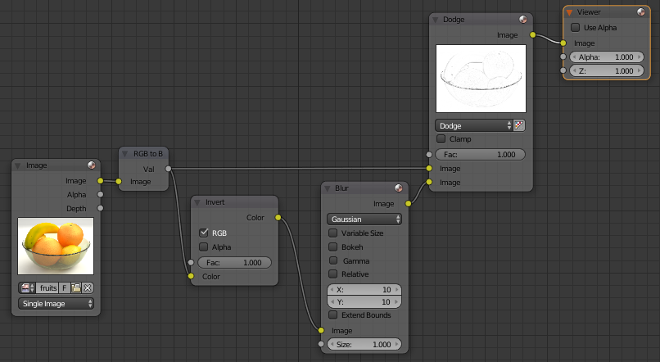 Image
Image
Alpha
Depth
fruits F
Single Image
RGB to B
Val
Image
Invert
Color
RGB
Alpha
Fac: 1.000
Color
Blur
Image
Gaussian
Variable Size
Bokeh
Gamma
Relative
X: 10
Y: 10
Extend Bounds
Image
Size: 1.000
Dodge
Image
Dodge
Clamp
Fac: 1.000
Image
Image
Viewer
Use Alpha
Image
Alpha: 1.000
Z: 1.000